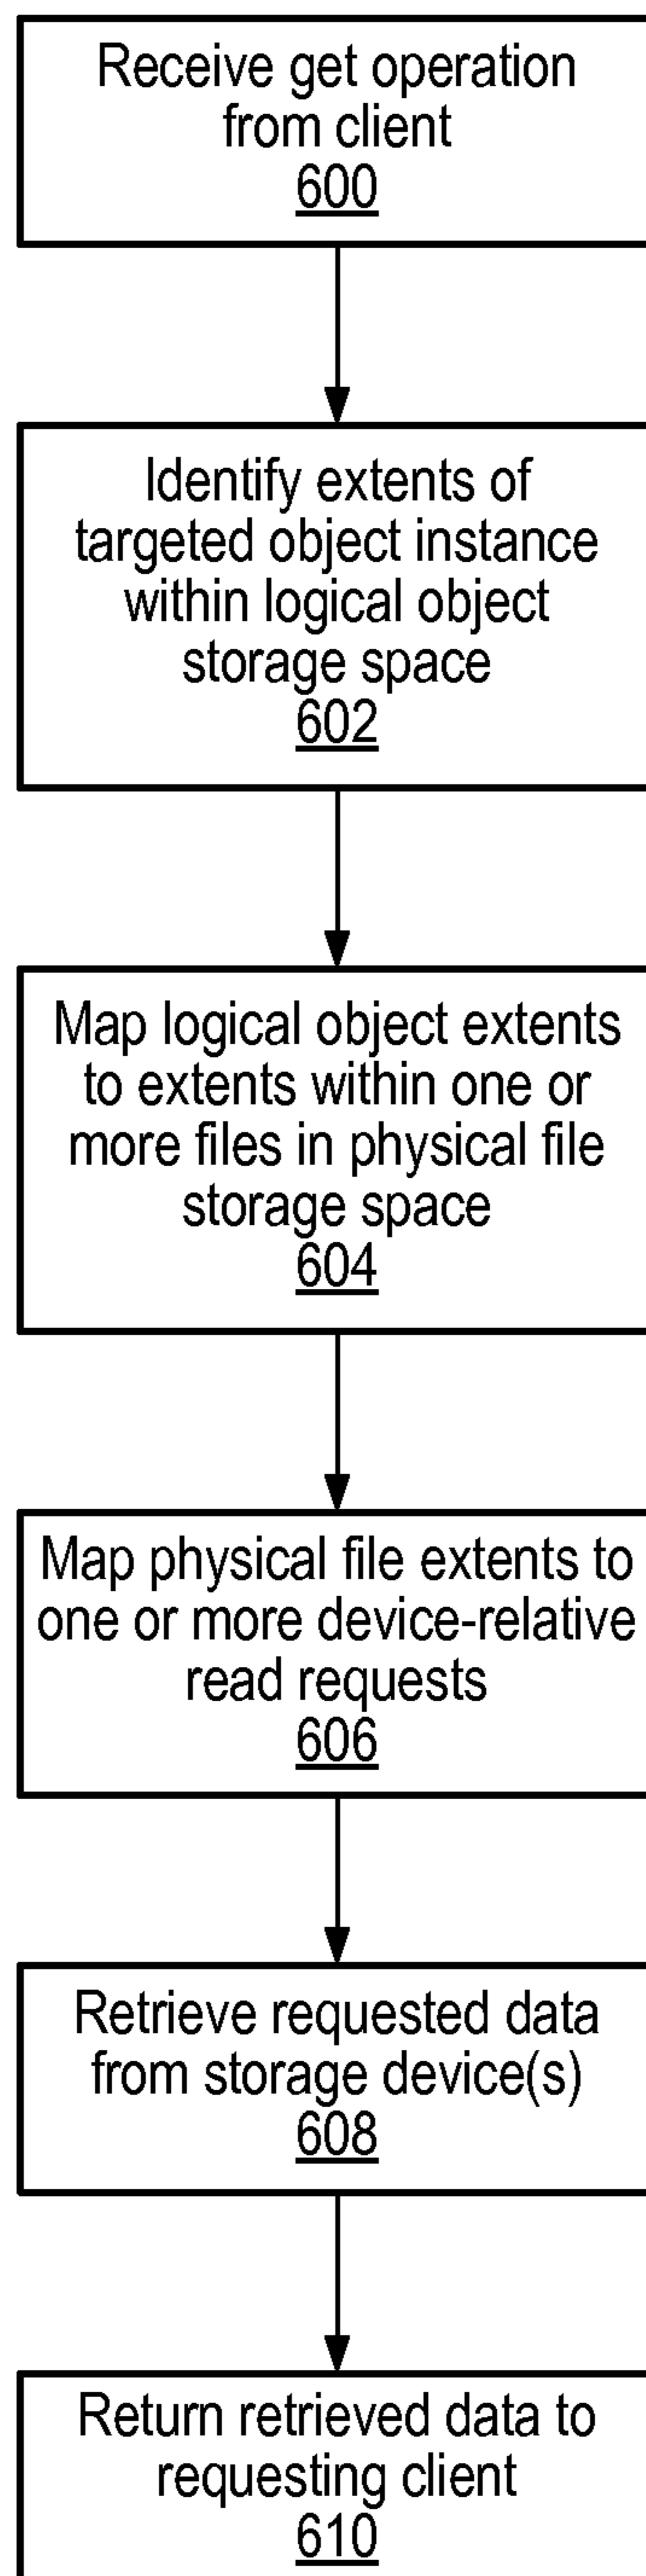 Receive get operation
from client
600
Identify extents of
targeted object instance
within logical object
storage space
602
Map logical object extents
to extents within one or
more files in physical file
storage space
604
Map physical file extents to
one or more device-relative
read requests
606
Retrieve requested data
from storage device(s)
608
Return retrieved data to
requesting client
610